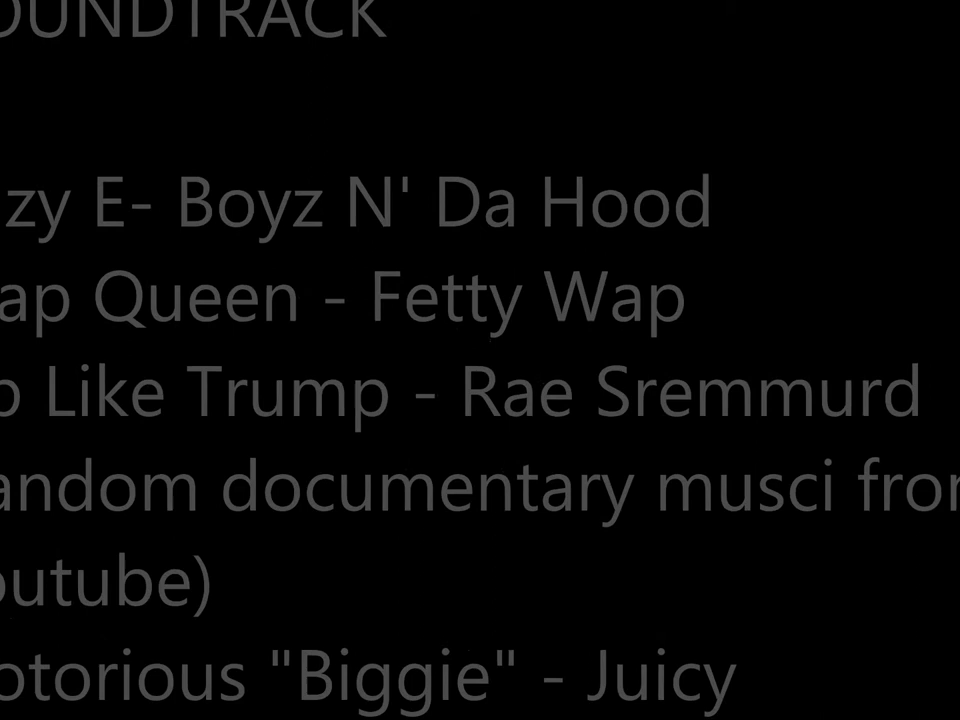 OUNDTRACK
zy E- Boyz N' Da Hood
ap Queen - Fetty Wap
p Like Trump - Rae Sremmurd
andom documentary musci fron
outube)
otorious "Biggie" - Juicy